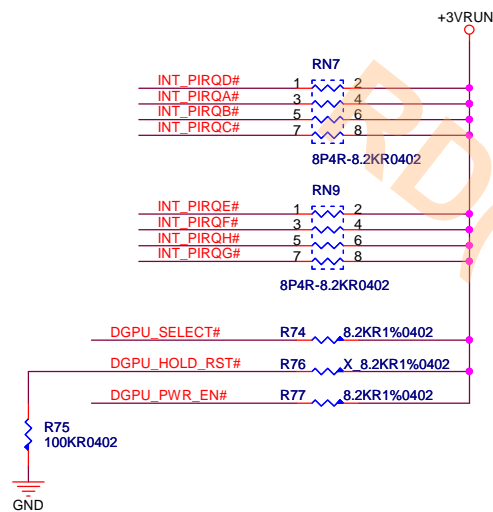 +3VRUN
RN7
INT_PIRQD# 1 2
INT_PIRQA# 3 4
INT_PIRQB# 5 6
INT_PIRQC# 7 8
8P4R-8.2KR0402
RN9
INT_PIRQE# 1 2
INT_PIRQF# 3 4
INT_PIRQH# 5 6
INT_PIRQG# 7 8
8P4R-8.2KR0402
DGPU_SELECT# R74 8.2KR1%0402
DGPU_HOLD_RST# R76 X_8.2KR1%0402
DGPU_PWR_EN# R77 8.2KR1%0402
R75
100KR0402
GND